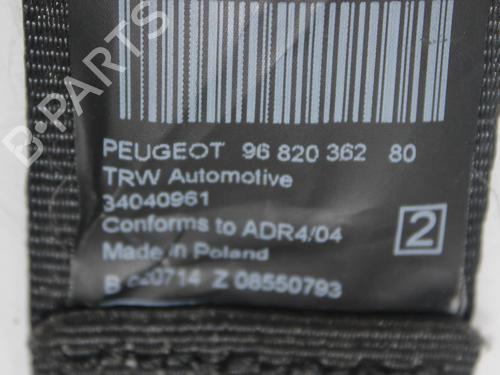 B-PARTS
PEUGEOT 96 820 362 80
TRW Automotive
34040961
Conforms to ADR4/04
2
Made in Poland
B Z 08550793